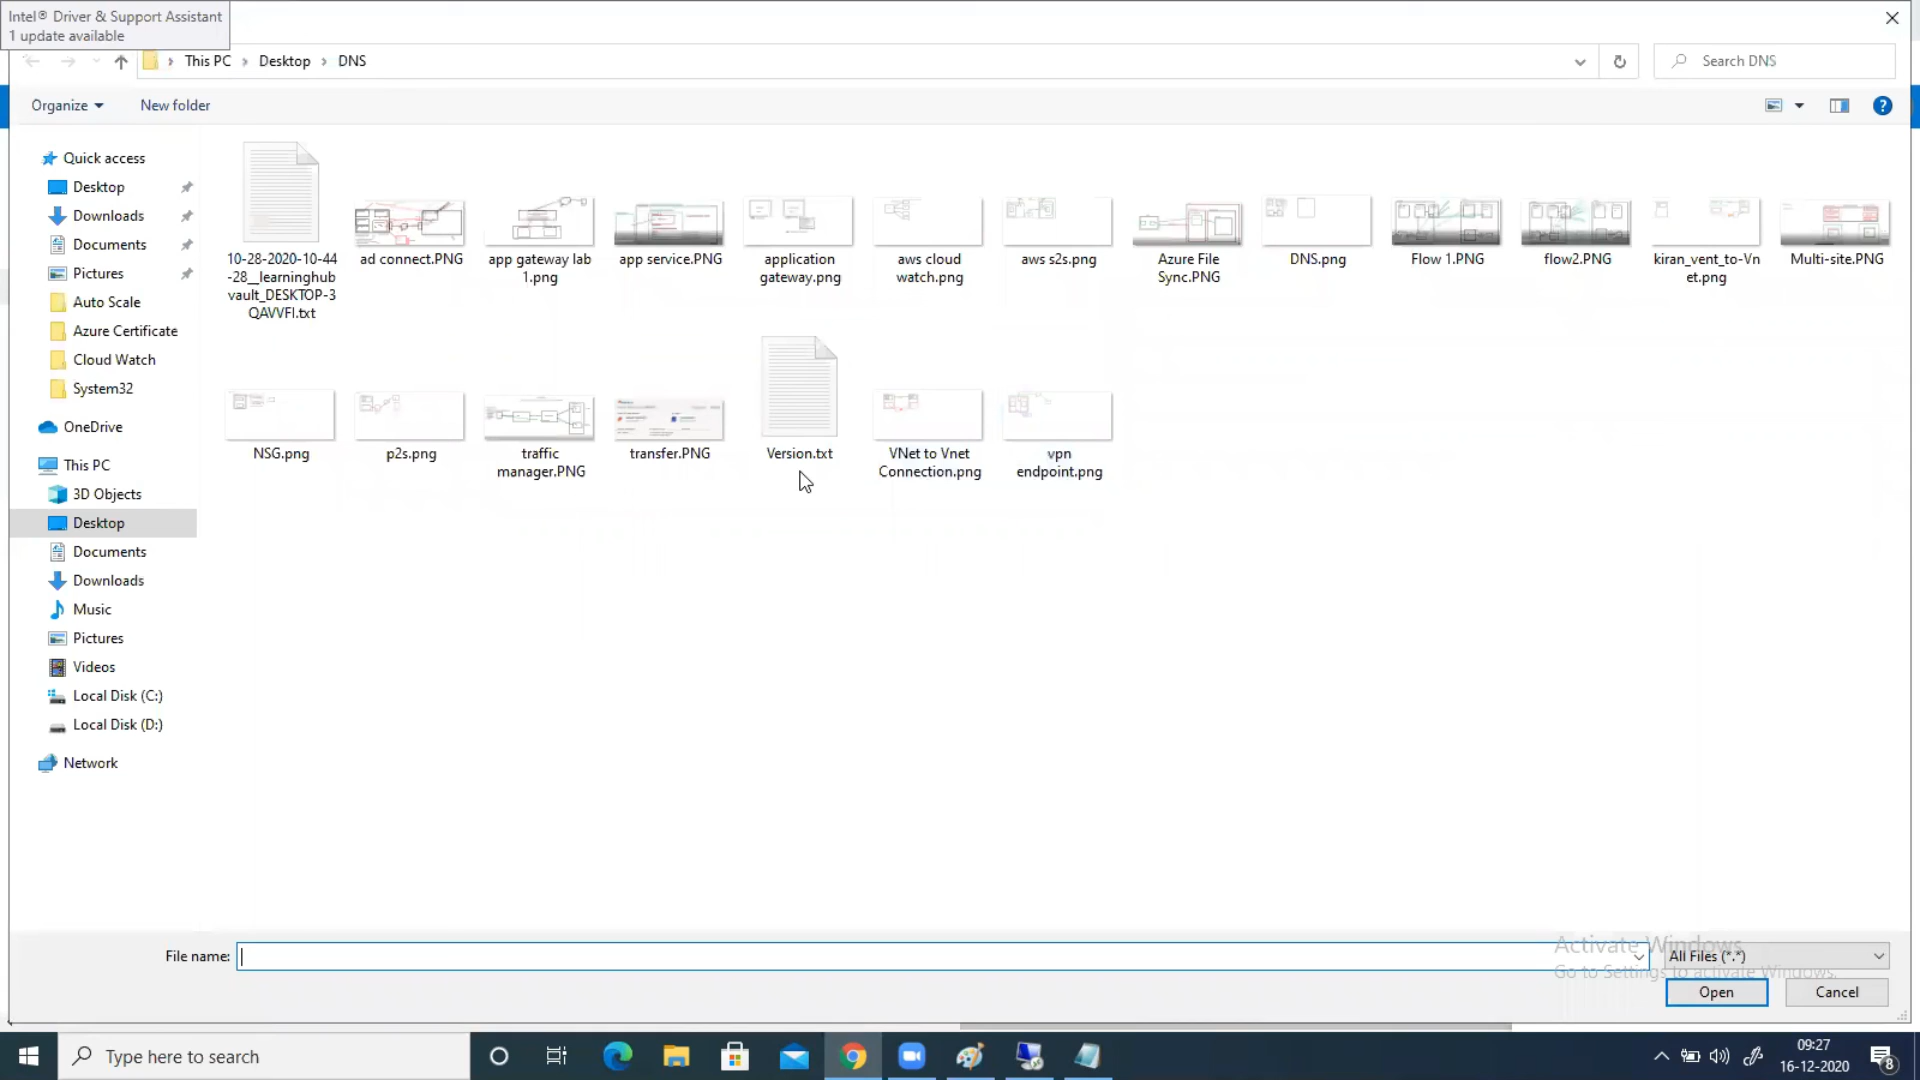 Intel® Driver & Support Assistant
1 update available
This PC › Desktop › DNS
Search DNS
Organize
New folder
Quick access
Desktop
Downloads
Documents
Pictures
Auto Scale
Azure Certificate
Cloud Watch
System32
OneDrive
This PC
3D Objects
Desktop
Documents
Downloads
Music
Pictures
Videos
Local Disk (C:)
Local Disk (D:)
Network
10-28-2020-10-44
-28__learninghub
vault_DESKTOP-3
QAVVFI.txt
ad connect.PNG
app gateway lab
1.png
app service.PNG
application
gateway.png
aws cloud
watch.png
aws s2s.png
Azure File
Sync.PNG
DNS.png
Flow 1.PNG
flow2.PNG
kiran_vent_to-Vn
et.png
Multi-site.PNG
NSG.png
p2s.png
traffic
manager.PNG
transfer.PNG
Version.txt
VNet to Vnet
Connection.png
vpn
endpoint.png
File name:
All Files (*.*)
Activate Windows
Go to Settings to activate Windows.
Open
Cancel
Type here to search
09:27
16-12-2020
8